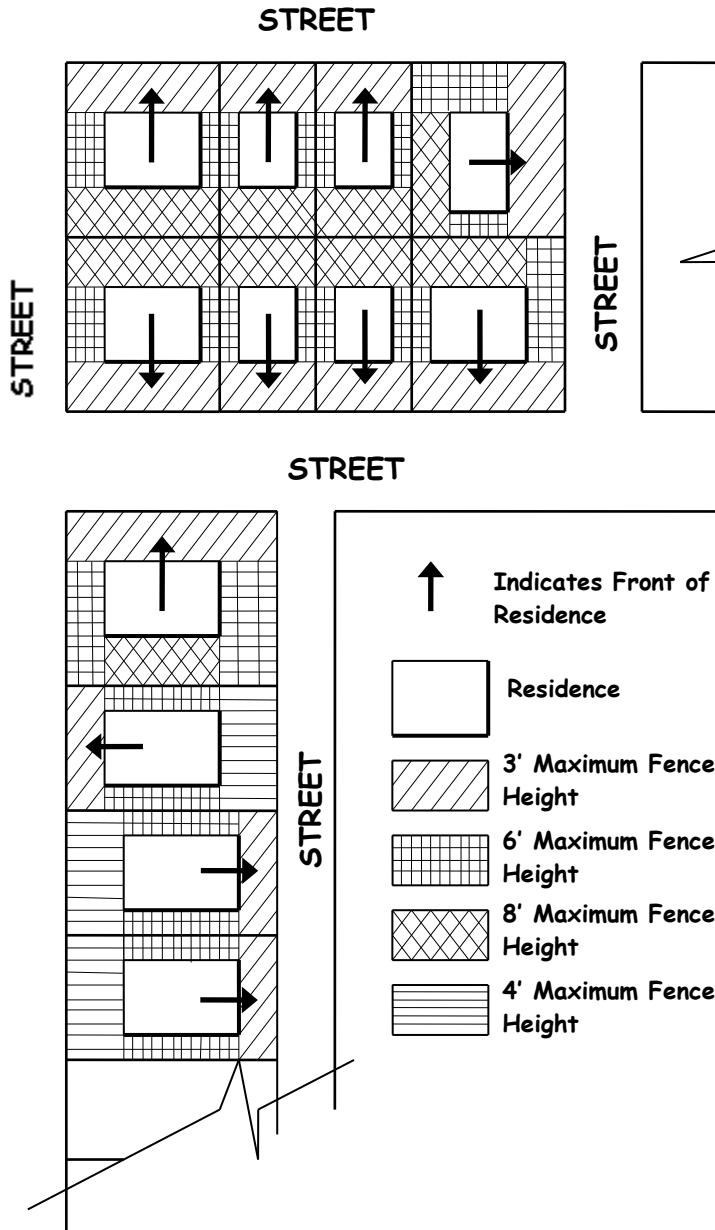 STREET
STREET
STREET
STREET
STREET
Indicates Front of
Residence
Residence
3' Maximum Fence
Height
6' Maximum Fence
Height
8' Maximum Fence
Height
4' Maximum Fence
Height